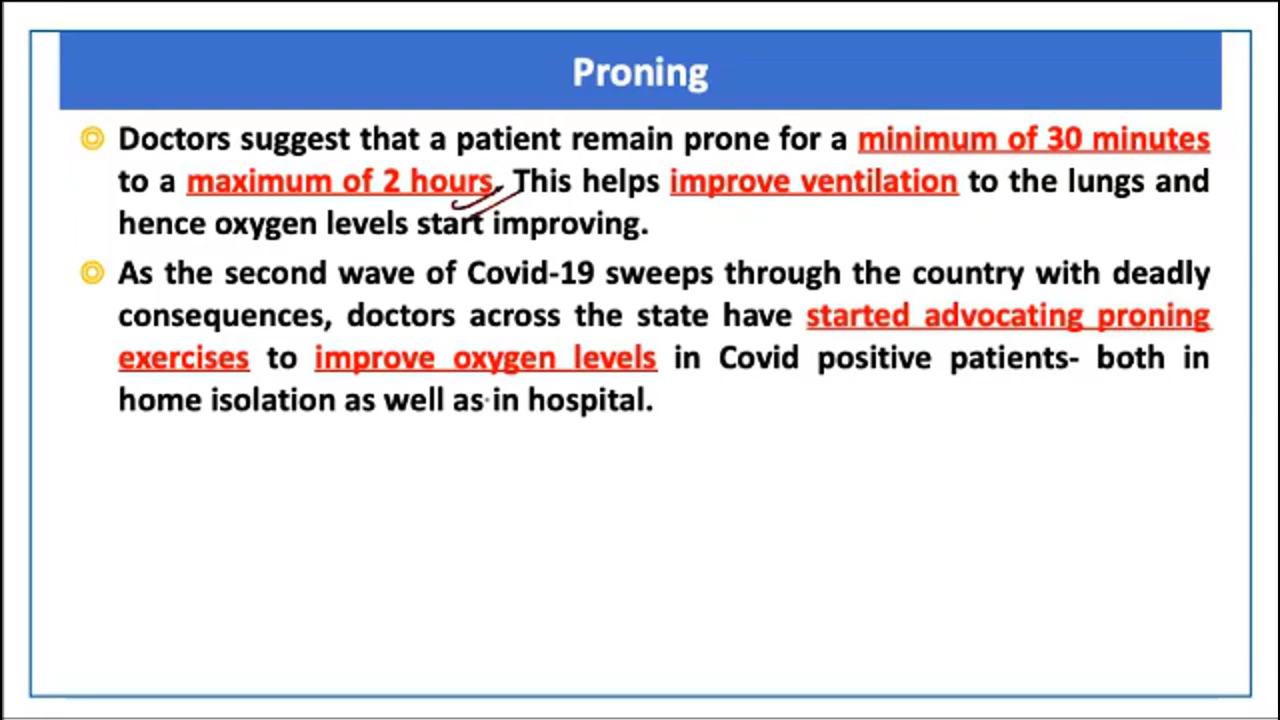 Proning
Doctors suggest that a patient remain prone for a minimum of 30 minutes
to a maximum of 2 hours. This helps improve ventilation to the lungs and
hence oxygen levels start improving.
As the second wave of Covid-19 sweeps through the country with deadly
consequences, doctors across the state have started advocating proning
exercises to improve oxygen levels in Covid positive patients- both in
home isolation as well as in hospital.